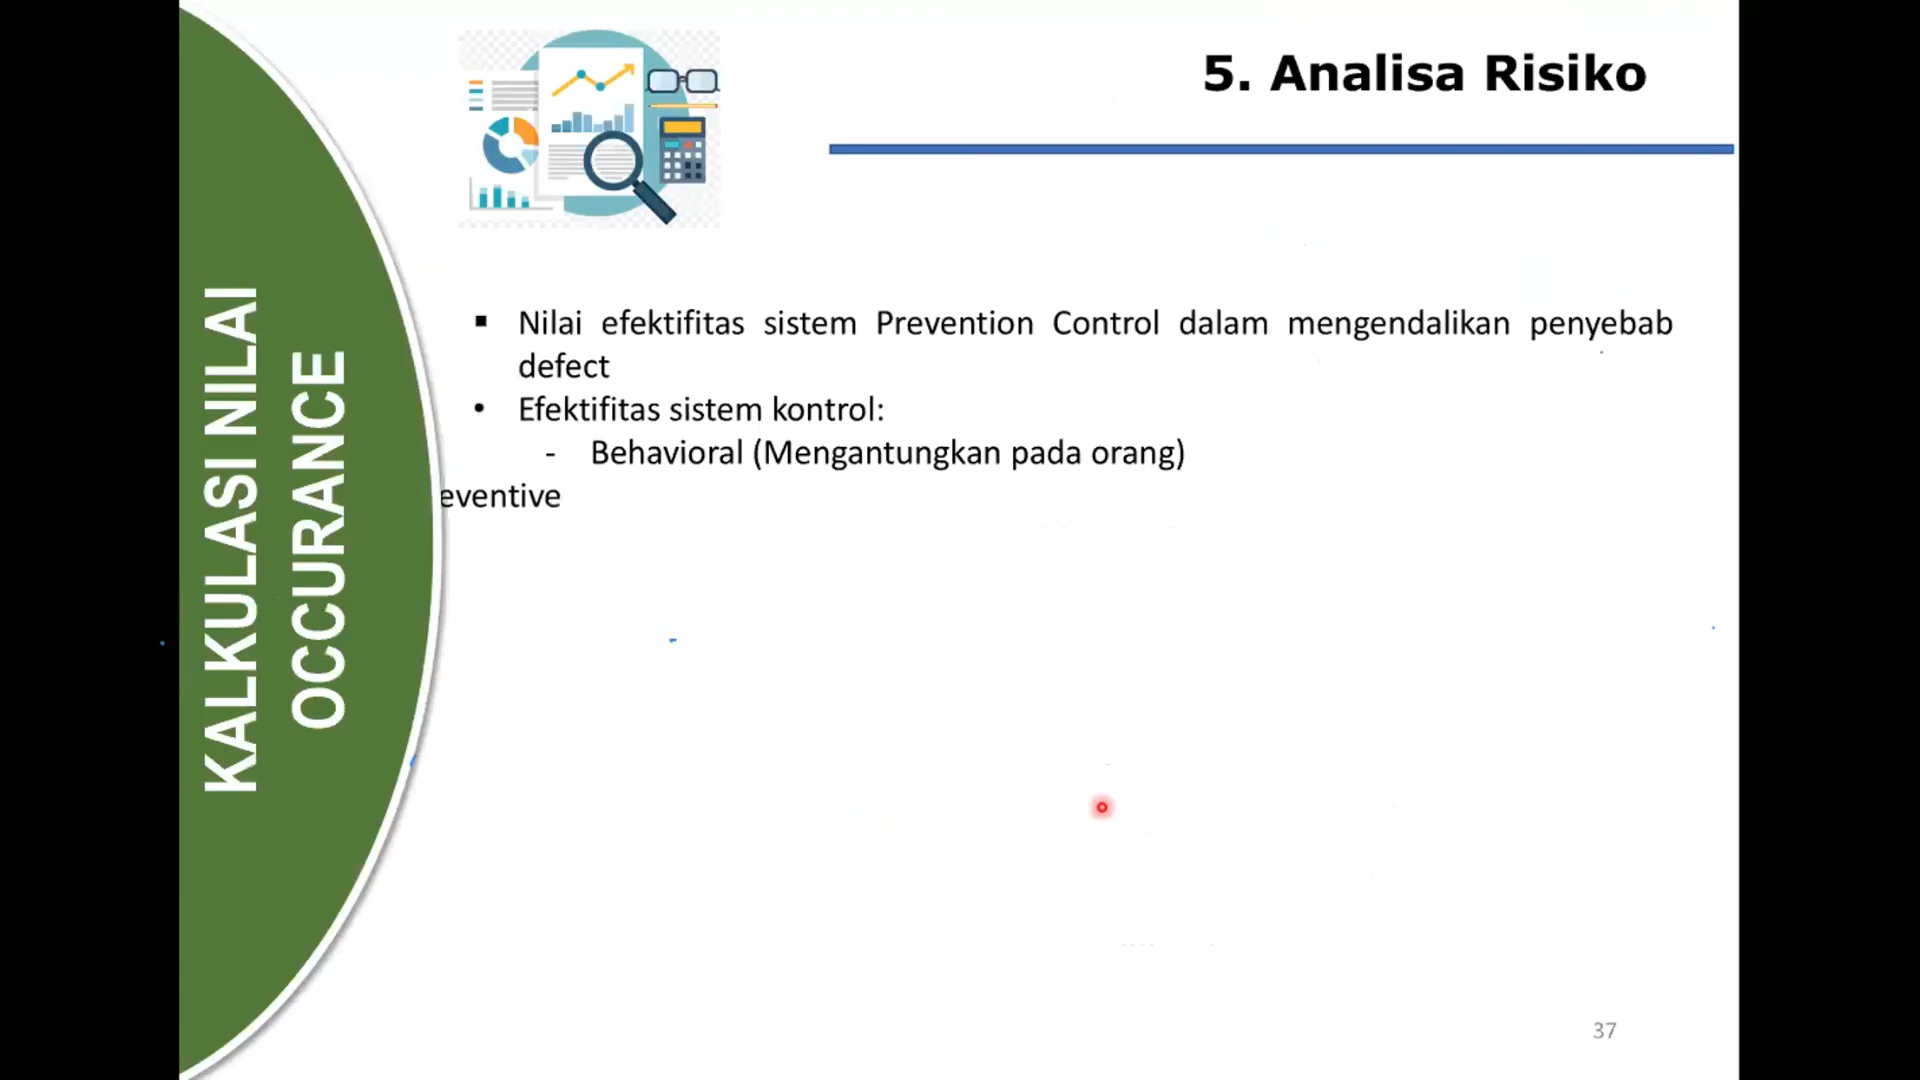 5. Analisa Risiko
KALKULASI NILAI
OCCURANCE
▪ Nilai efektifitas sistem Prevention Control dalam mengendalikan penyebab
defect
• Efektifitas sistem kontrol:
- Behavioral (Mengantungkan pada orang)
eventive
37